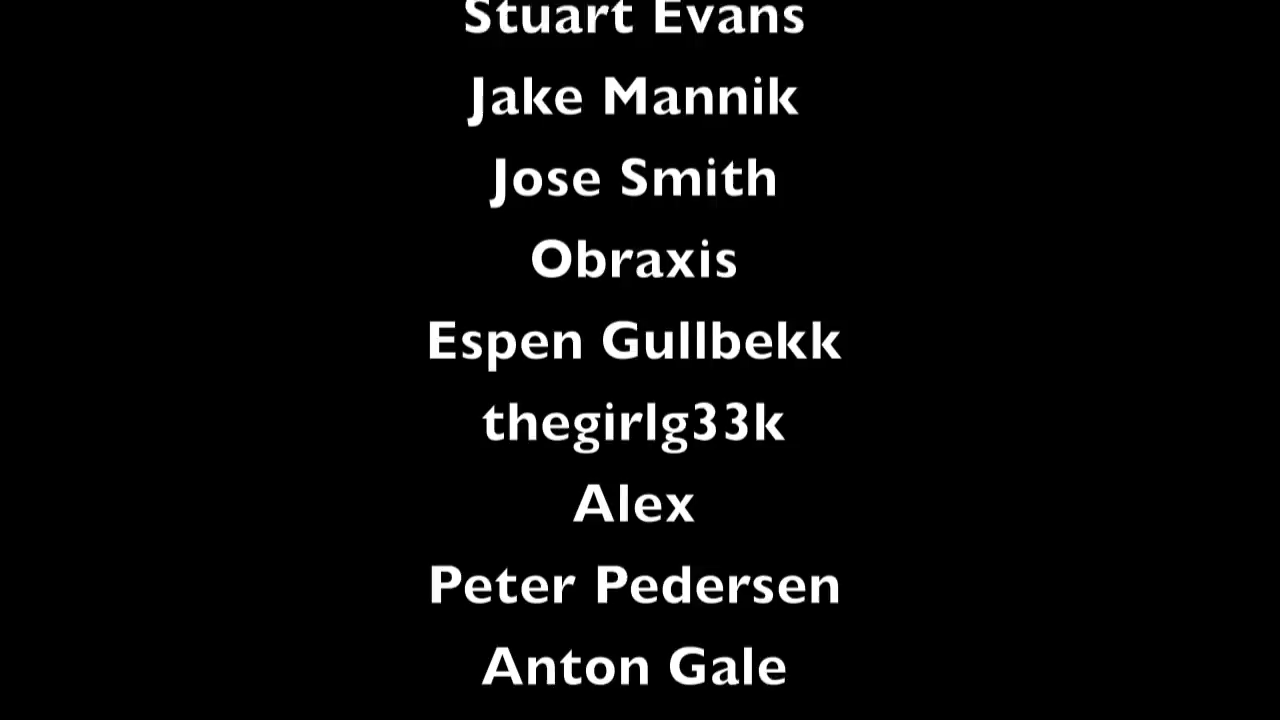 Stuart Evans
Jake Mannik
Jose Smith
Obraxis
Espen Gullbekk
thegirlg33k
Alex
Peter Pedersen
Anton Gale